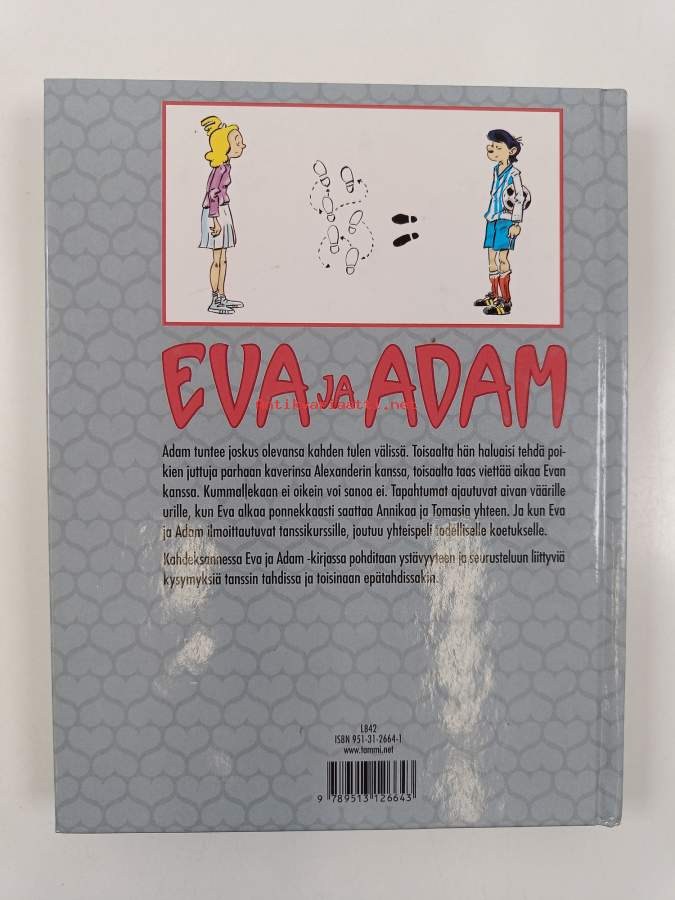 EVA JA ADAM
antikvariaatti.net
Adam tuntee joskus olevansa kahden tulen välissä. Toisaalta hän haluaisi tehdä poi-
kien juttuja parhaan kaverinsa Alexanderin kanssa, toisaalta taas viettää aikaa Evan
kanssa. Kummallekaan ei oikein voi sanoa ei. Tapahtumat ajautuvat aivan väärille
urille, kun Eva alkaa ponnekkaasti saattaa Annikaa ja Tomasia yhteen. Ja kun Eva
ja Adam ilmoittautuvat tanssikurssille, joutuu yhteispeli todelliselle koetukselle.
Kahdeksannessa Eva ja Adam -kirjassa pohditaan ystävyyteen ja seurusteluun liittyviä
kysymyksiä tanssin tahdissa ja toisinaan epätahdissakin.
L842
ISBN 951-31-2664-1
www.tammi.net
9 789513 126643